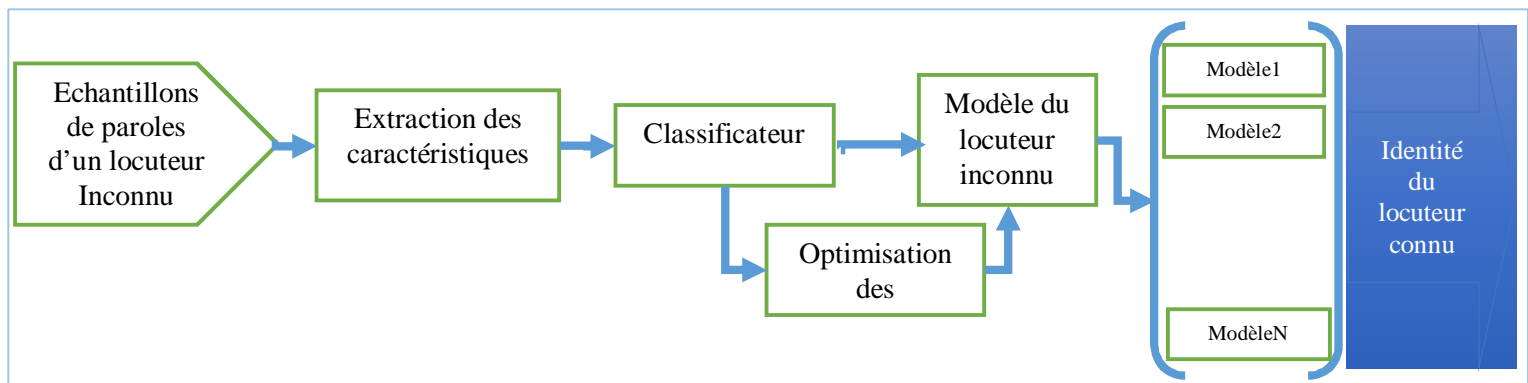 Echantillons
de paroles
d'un locuteur
Inconnu
Extraction des
caractéristiques
Classificateur
Optimisation
des
Modèle du
locuteur
inconnu
Modèle1
Modèle2
ModèleN
Identité
du
locuteur
connu